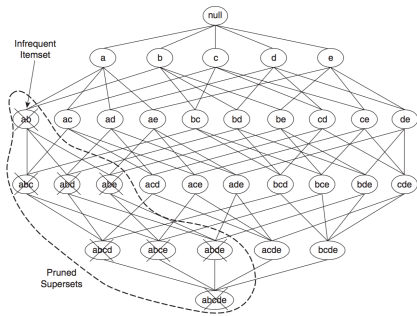 null
Infrequent
Itemset
a b c d e
ab ac ad ae bc bd be cd ce de
abc abd abe acd ace ade bcd bce bde cde
abcd abce abde acde bcde
Pruned
Supersets
abcde